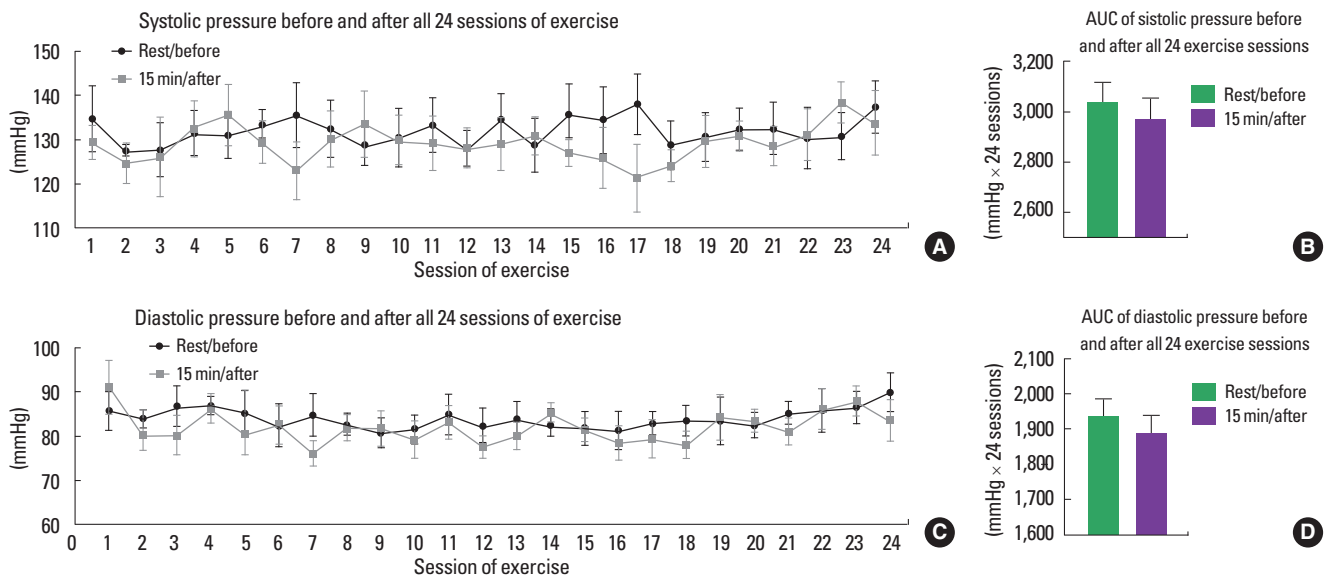 Systolic pressure before and after all 24 sessions of exercise
Rest/before
15 min/after
(mmHg)
150
140
130
120
110
1 2 3 4 5 6 7 8 9 10 11 12 13 14 15 16 17 18 19 20 21 22 23 24
Session of exercise
A
AUC of sistolic pressure before
and after all 24 exercise sessions
Rest/before
15 min/after
(mmHg × 24 sessions)
3,200
3,000
2,800
2,600
B
Diastolic pressure before and after all 24 sessions of exercise
Rest/before
15 min/after
(mmHg)
100
90
80
70
60
0 1 2 3 4 5 6 7 8 9 10 11 12 13 14 15 16 17 18 19 20 21 22 23 24
Session of exercise
C
AUC of diastolic pressure before
and after all 24 exercise sessions
Rest/before
15 min/after
(mmHg × 24 sessions)
2,100
2,000
1,900
1,800
1,700
1,600
D